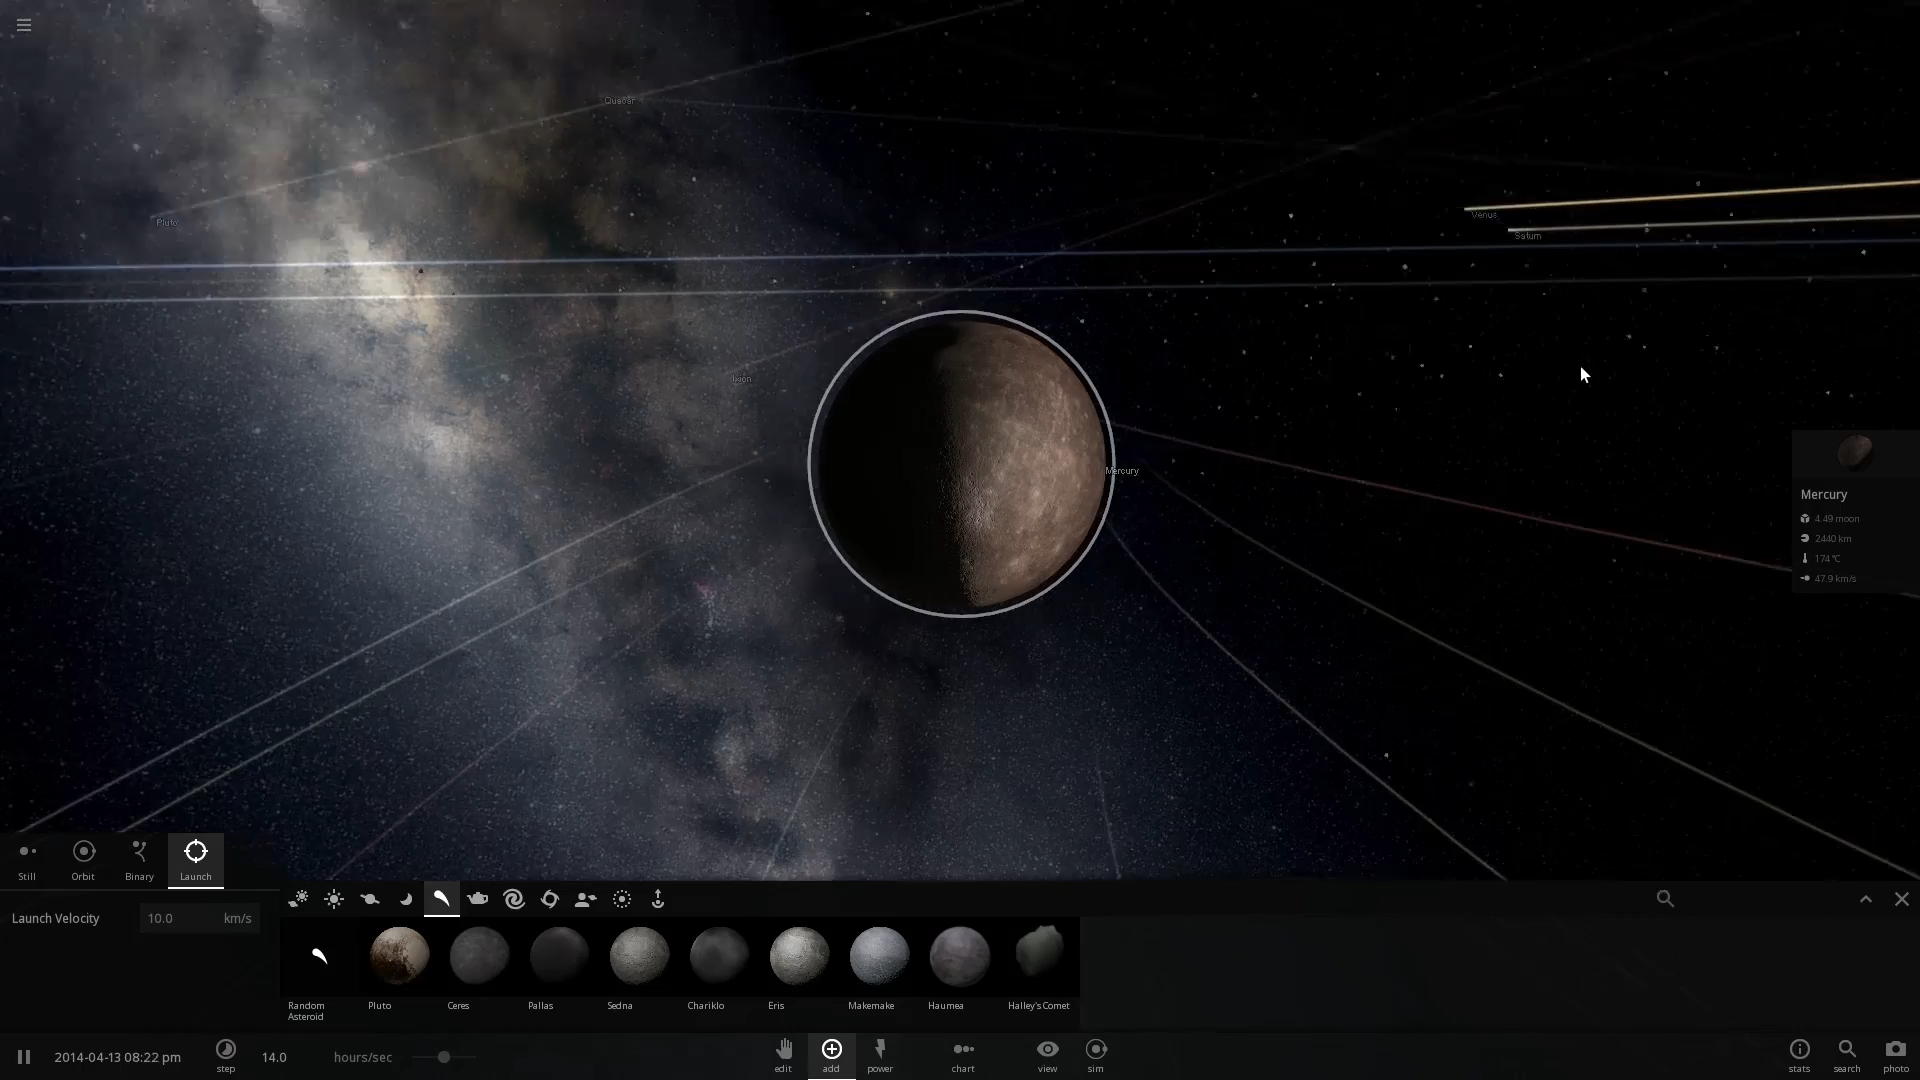 Quaoar
Pluto
Venus
Saturn
Ixion
Mercury
Mercury
4.49 moon
2440 km
174 °C
47.9 km/s
Still
Orbit
Binary
Launch
Launch Velocity 10.0 km/s
Random
Asteroid
Pluto
Ceres
Pallas
Sedna
Chariklo
Eris
Makemake
Haumea
Halley's Comet
2014-04-13 08:22 pm
step
14.0 hours/sec
edit
add
power
chart
view
sim
stats
search
photo